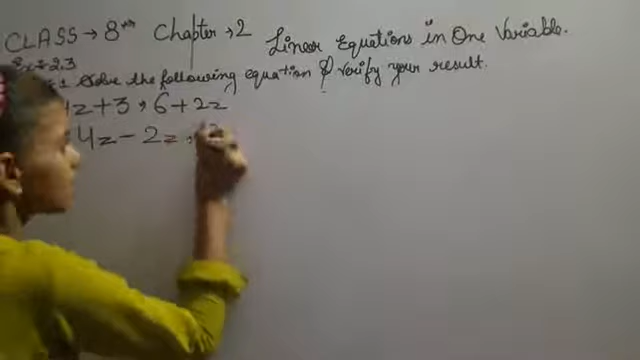 CLASS → 8th Chapter → 2 Linear Equations in One Variable.
Ex: 2.3
1 Solve the following equation & Verify your result.
4z + 3 = 6 + 2z
4z - 2z =